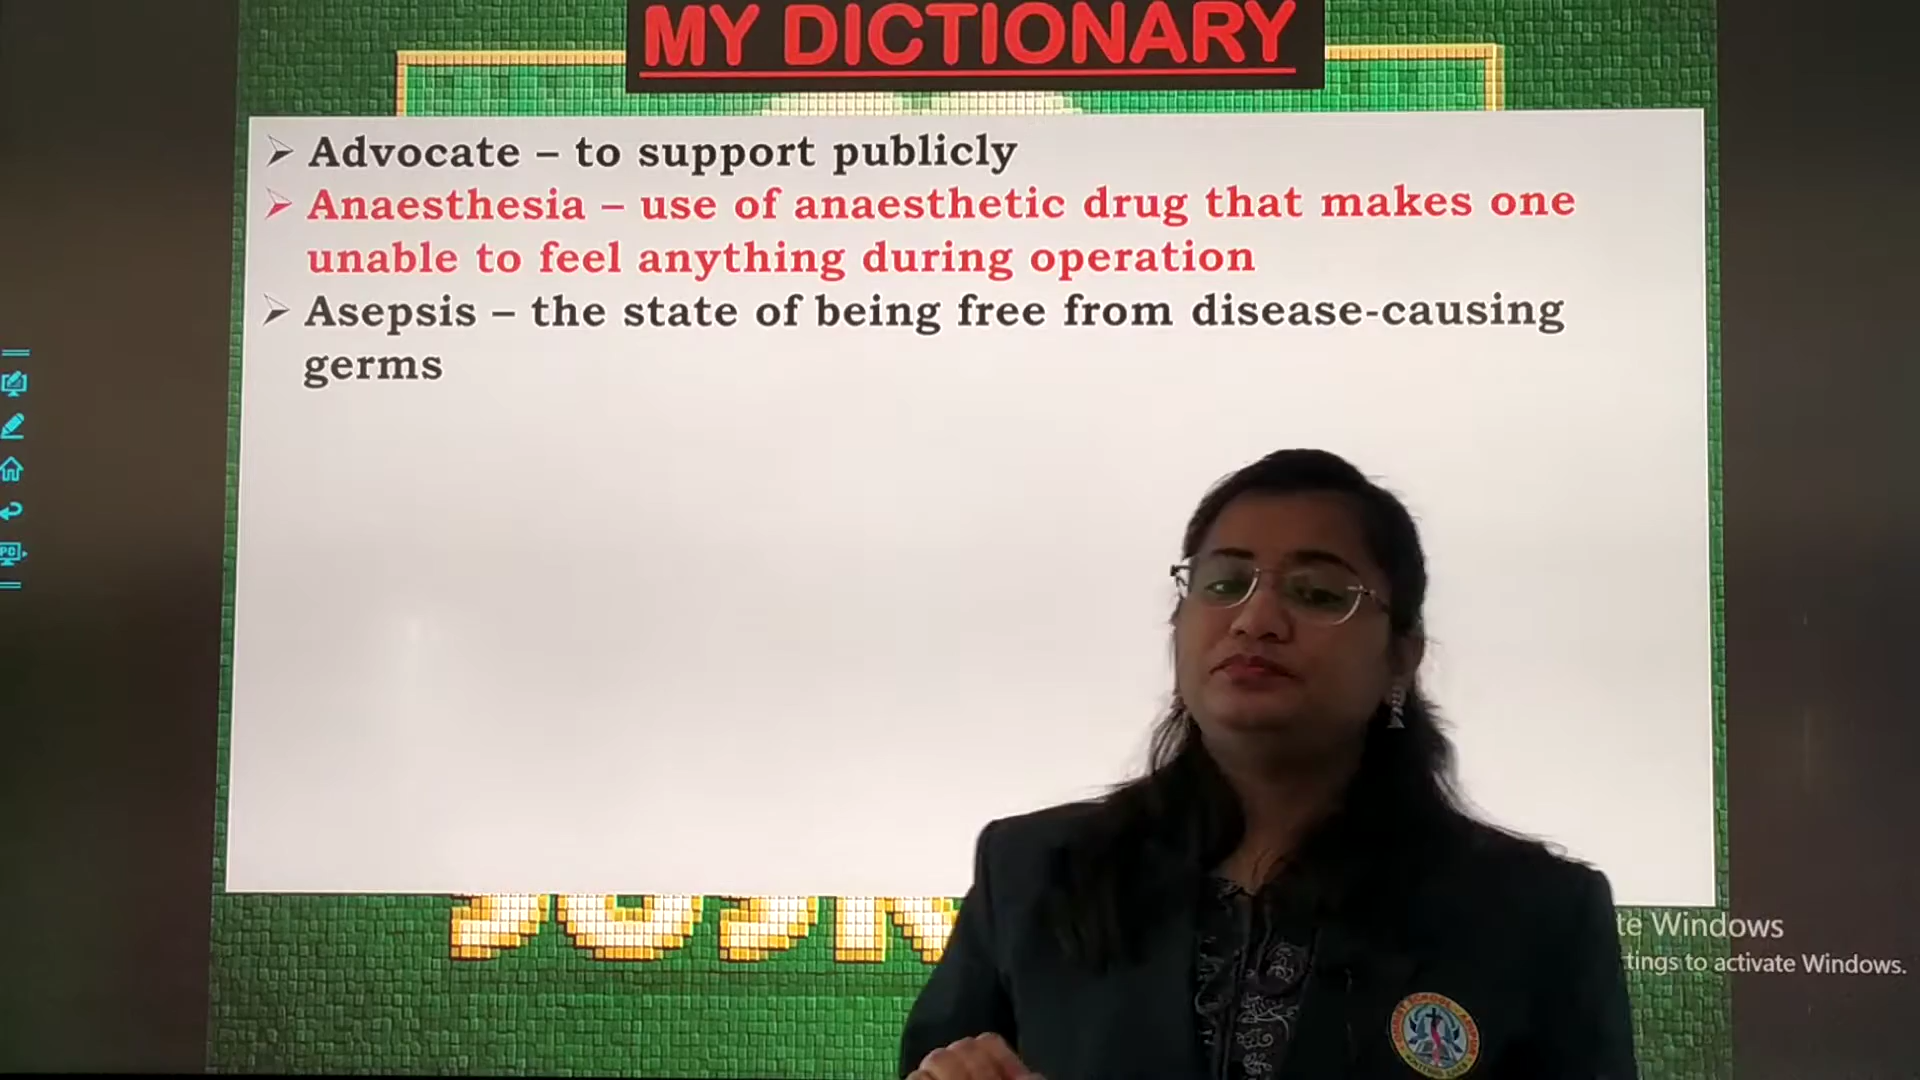 MY DICTIONARY
➢ Advocate – to support publicly
➢ Anaesthesia – use of anaesthetic drug that makes one
unable to feel anything during operation
➢ Asepsis – the state of being free from disease-causing
germs
te Windows
tings to activate Windows.
PC